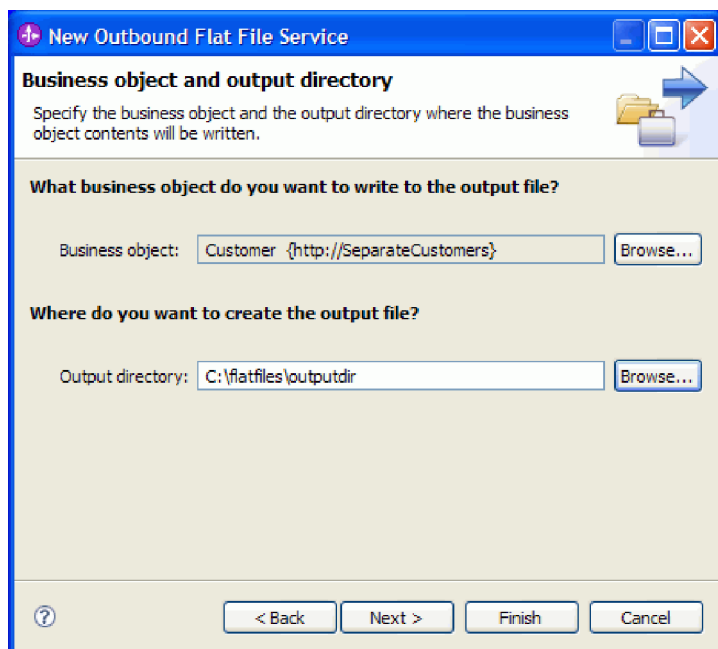 New Outbound Flat File Service
Business object and output directory
Specify the business object and the output directory where the business
object contents will be written.
What business object do you want to write to the output file?
Business object: Customer {http://SeparateCustomers} Browse...
Where do you want to create the output file?
Output directory: C:\flatfiles\outputdir Browse...
? < Back Next > Finish Cancel